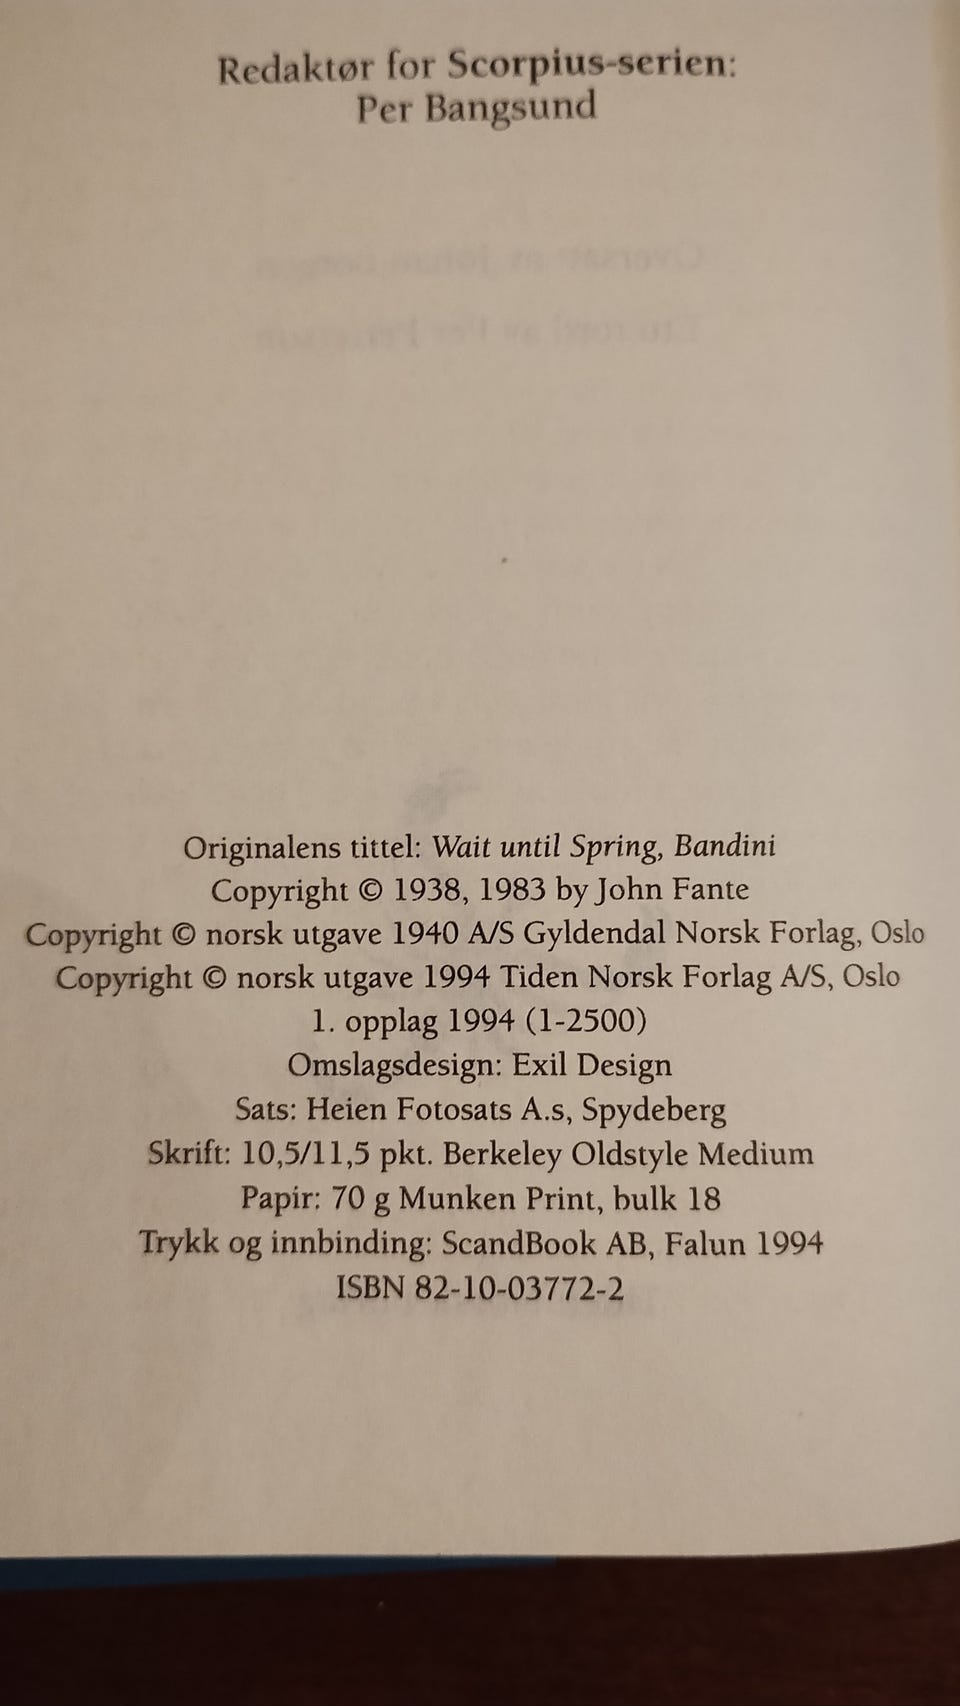 Redaktør for Scorpius-serien:
Per Bangsund
Originalens tittel: Wait until Spring, Bandini
Copyright © 1938, 1983 by John Fante
Copyright © norsk utgave 1940 A/S Gyldendal Norsk Forlag, Oslo
Copyright © norsk utgave 1994 Tiden Norsk Forlag A/S, Oslo
1. opplag 1994 (1-2500)
Omslagsdesign: Exil Design
Sats: Heien Fotosats A.s, Spydeberg
Skrift: 10,5/11,5 pkt. Berkeley Oldstyle Medium
Papir: 70 g Munken Print, bulk 18
Trykk og innbinding: ScandBook AB, Falun 1994
ISBN 82-10-03772-2